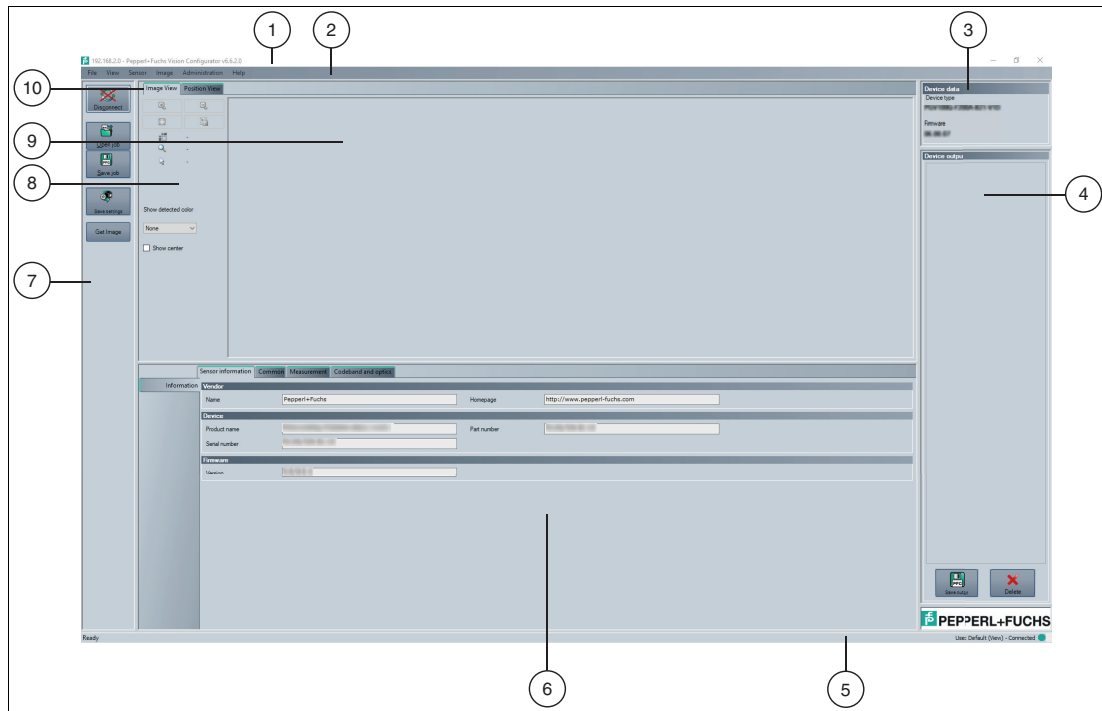 1
2
3
192.168.2.0 - Pepperl+Fuchs Vision Configurator v6.6.2.0
File View Sensor Image Administration Help
10
Image View Position View
Device data
Device type
Disconnect
Firmware
9
Open job
Device outpu
8
Save job
4
Save settings
Show detected color
Get Image
None
Show center
7
Sensor information Common Measurement Codeband and optics
Information
Vendor
Name Pepperl+Fuchs Homepage http://www.pepperl-fuchs.com
Device
Product name Part number
Serial number
Firmware
Version
Save outpu Delete
PEPPERL+FUCHS
Ready
Use: Default (View) - Connected
6
5